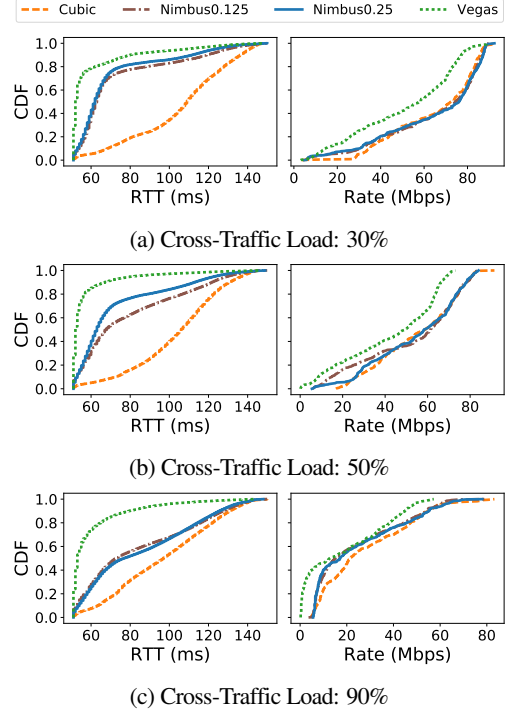 Cubic Nimbus0.125 Nimbus0.25 Vegas
1.0
0.8
0.6
0.4
0.2
0.0
CDF
60 80 100 120 140
RTT (ms)
0 20 40 60 80
Rate (Mbps)
(a) Cross-Traffic Load: 30%
1.0
0.8
0.6
0.4
0.2
0.0
CDF
60 80 100 120 140
RTT (ms)
0 20 40 60 80
Rate (Mbps)
(b) Cross-Traffic Load: 50%
1.0
0.8
0.6
0.4
0.2
0.0
CDF
60 80 100 120 140
RTT (ms)
0 20 40 60 80
Rate (Mbps)
(c) Cross-Traffic Load: 90%